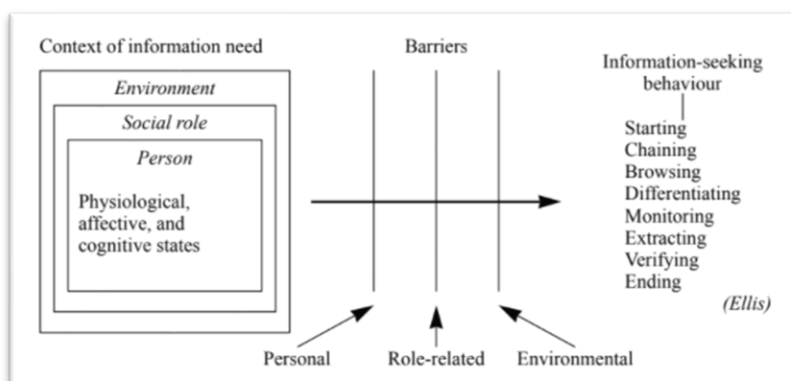 Context of information need
Environment
Social role
Person
Physiological,
affective, and
cognitive states
Barriers
Personal
Role-related
Environmental
Information-seeking
behaviour
Starting
Chaining
Browsing
Differentiating
Monitoring
Extracting
Verifying
Ending
(Ellis)